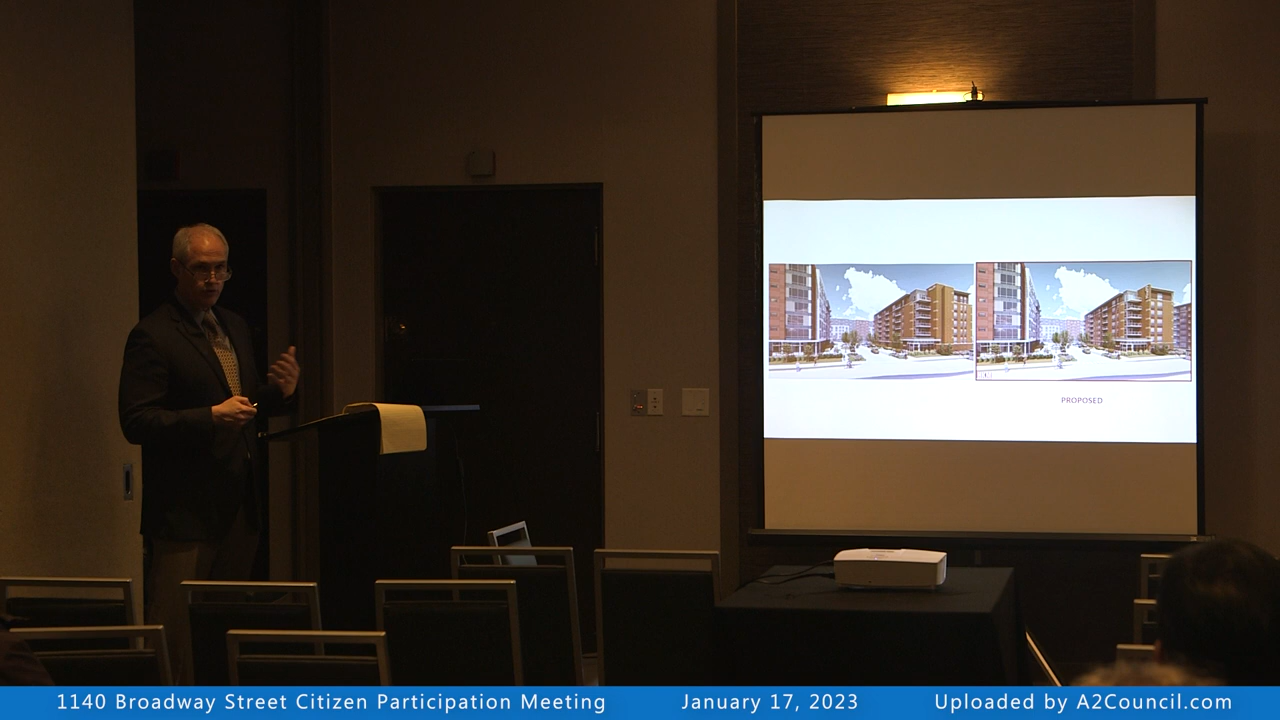 PROPOSED
1140 Broadway Street Citizen Participation Meeting January 17, 2023 Uploaded by A2Council.com